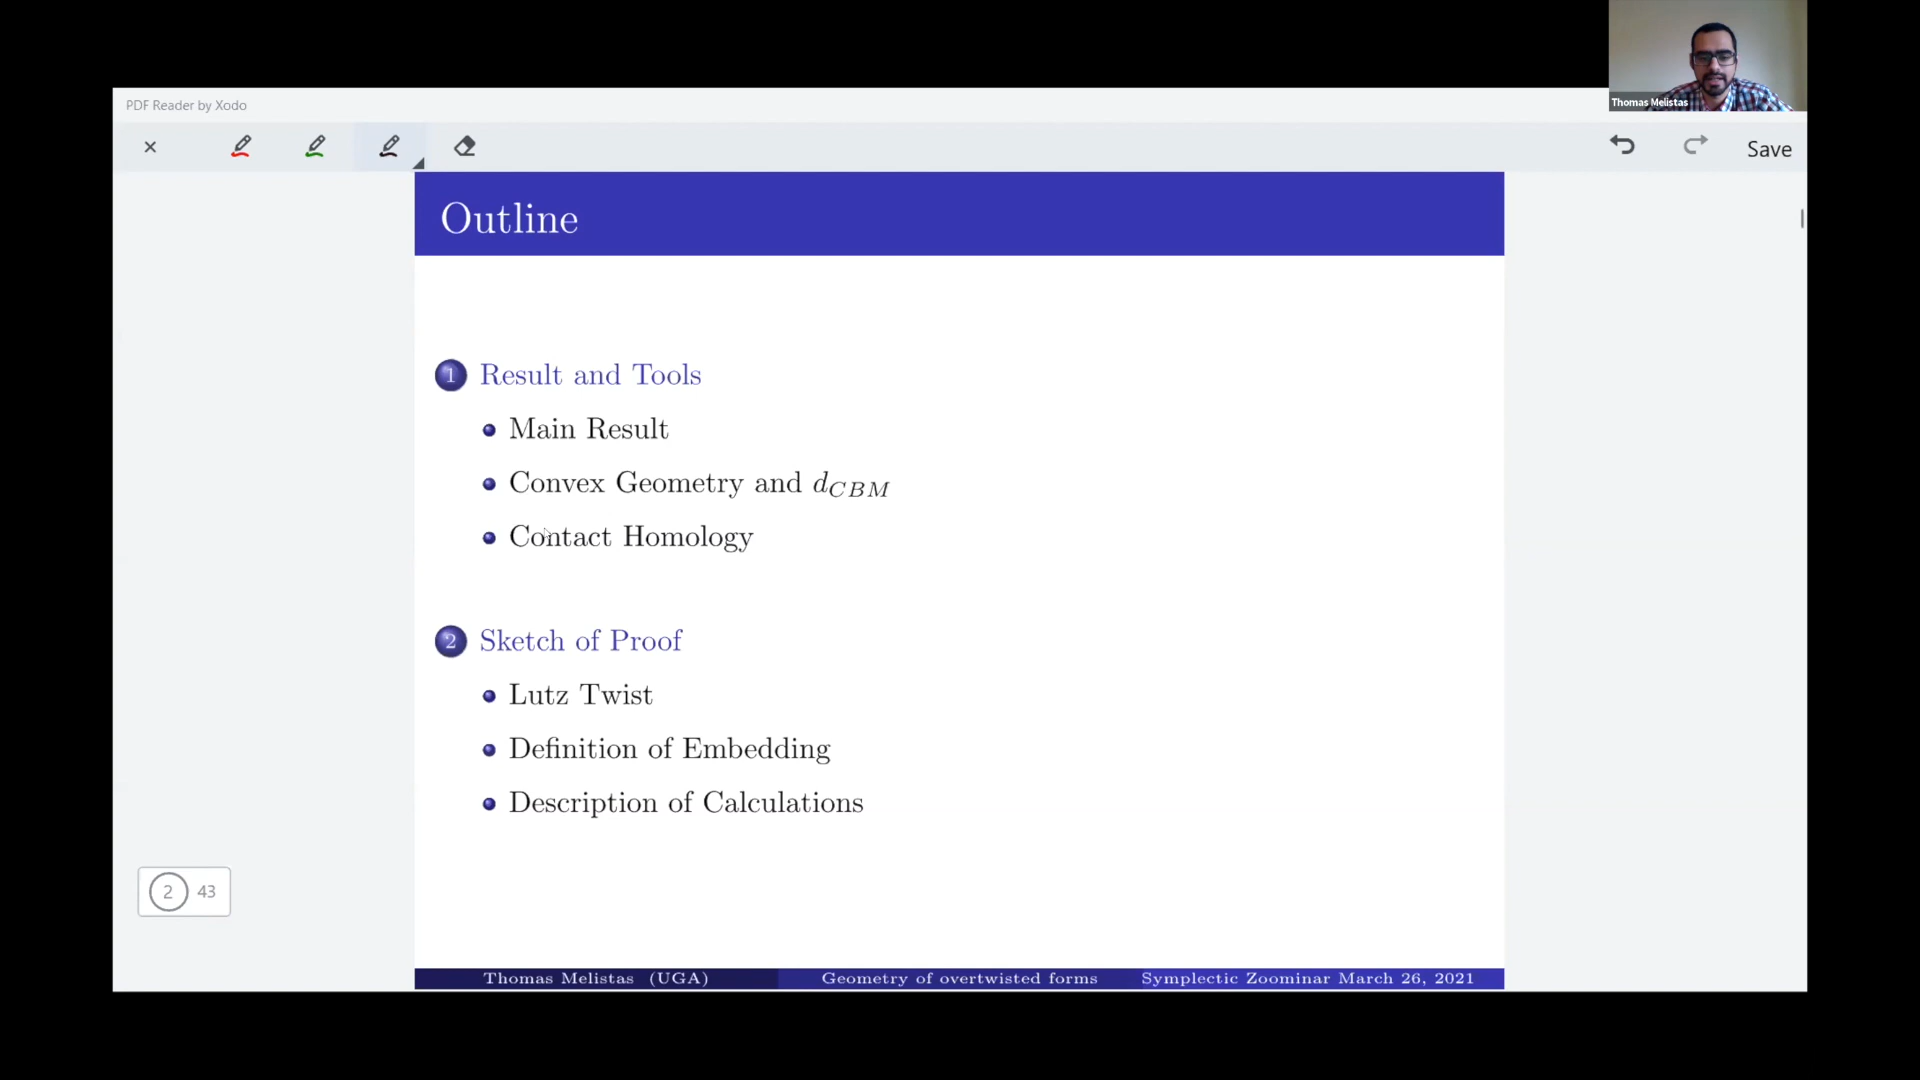 Thomas Melistas
PDF Reader by Xodo
Save
Outline
1 Result and Tools
Main Result
Convex Geometry and d_{CBM}
Contact Homology
2 Sketch of Proof
Lutz Twist
Definition of Embedding
Description of Calculations
2 43
Thomas Melistas (UGA) Geometry of overtwisted forms Symplectic Zoominar March 26, 2021